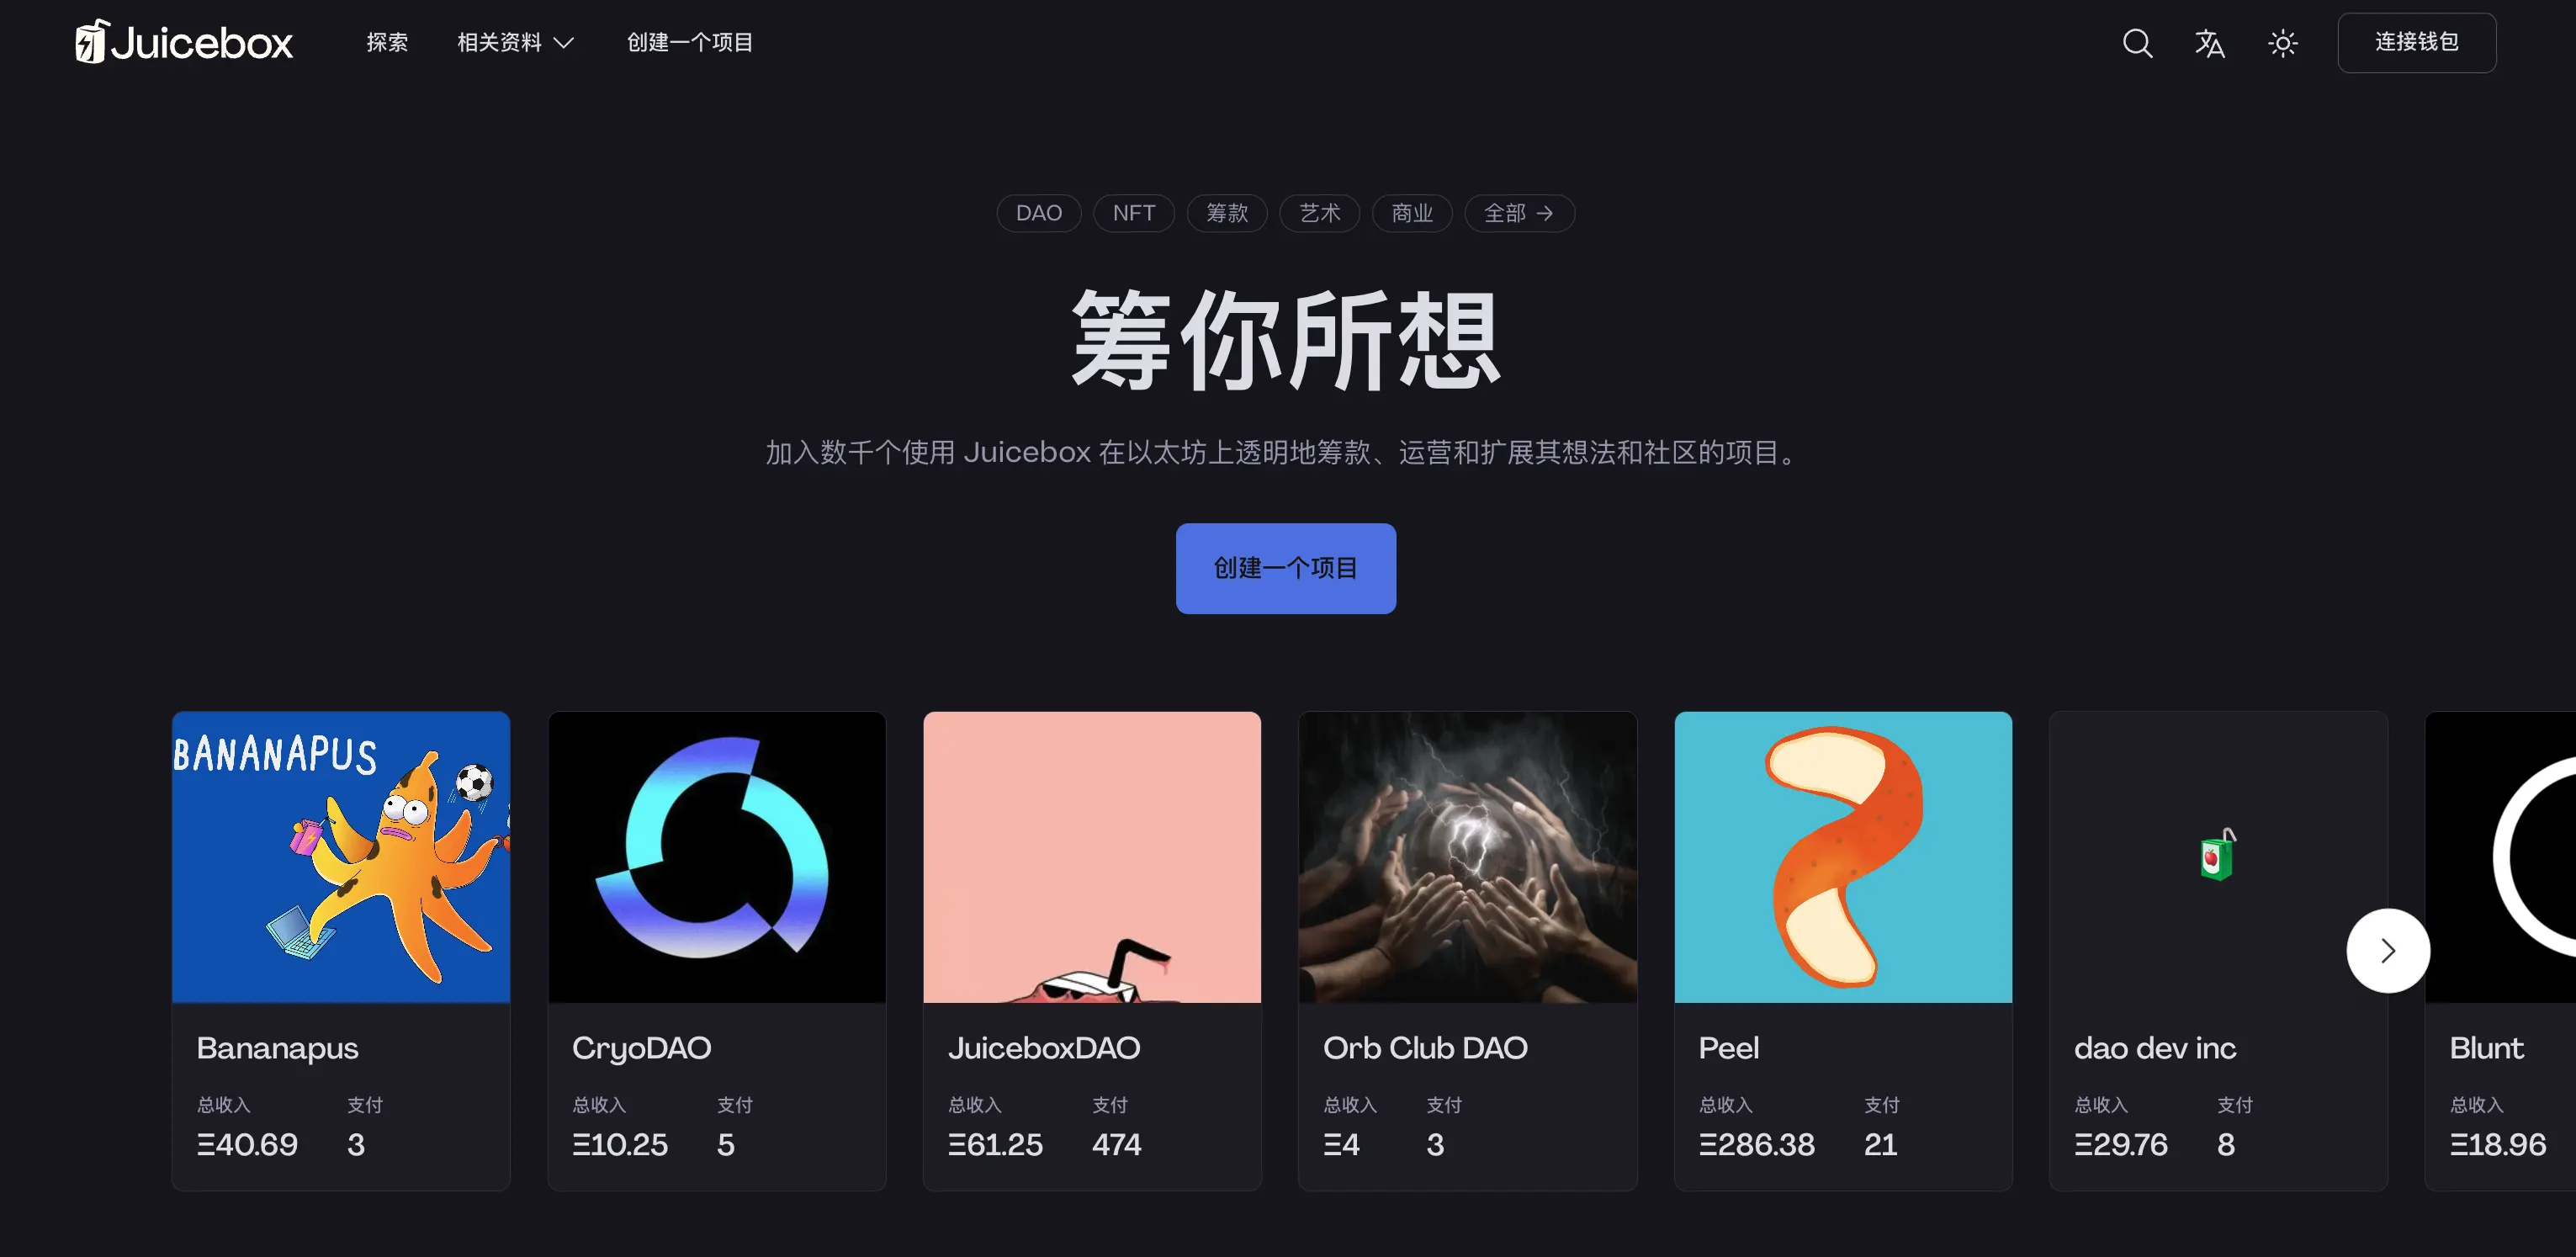 Juicebox 探索 相关资料 创建一个项目 连接钱包
DAO NFT 筹款 艺术 商业 全部 →
筹你所想
加入数千个使用 Juicebox 在以太坊上透明地筹款、运营和扩展其想法和社区的项目。
创建一个项目
BANANAPUS
Bananapus CryoDAO JuiceboxDAO Orb Club DAO Peel dao dev inc Blunt
总收入 支付 总收入 支付 总收入 支付 总收入 支付 总收入 支付 总收入 支付 总收入
Ξ40.69 3 Ξ10.25 5 Ξ61.25 474 Ξ4 3 Ξ286.38 21 Ξ29.76 8 Ξ18.96